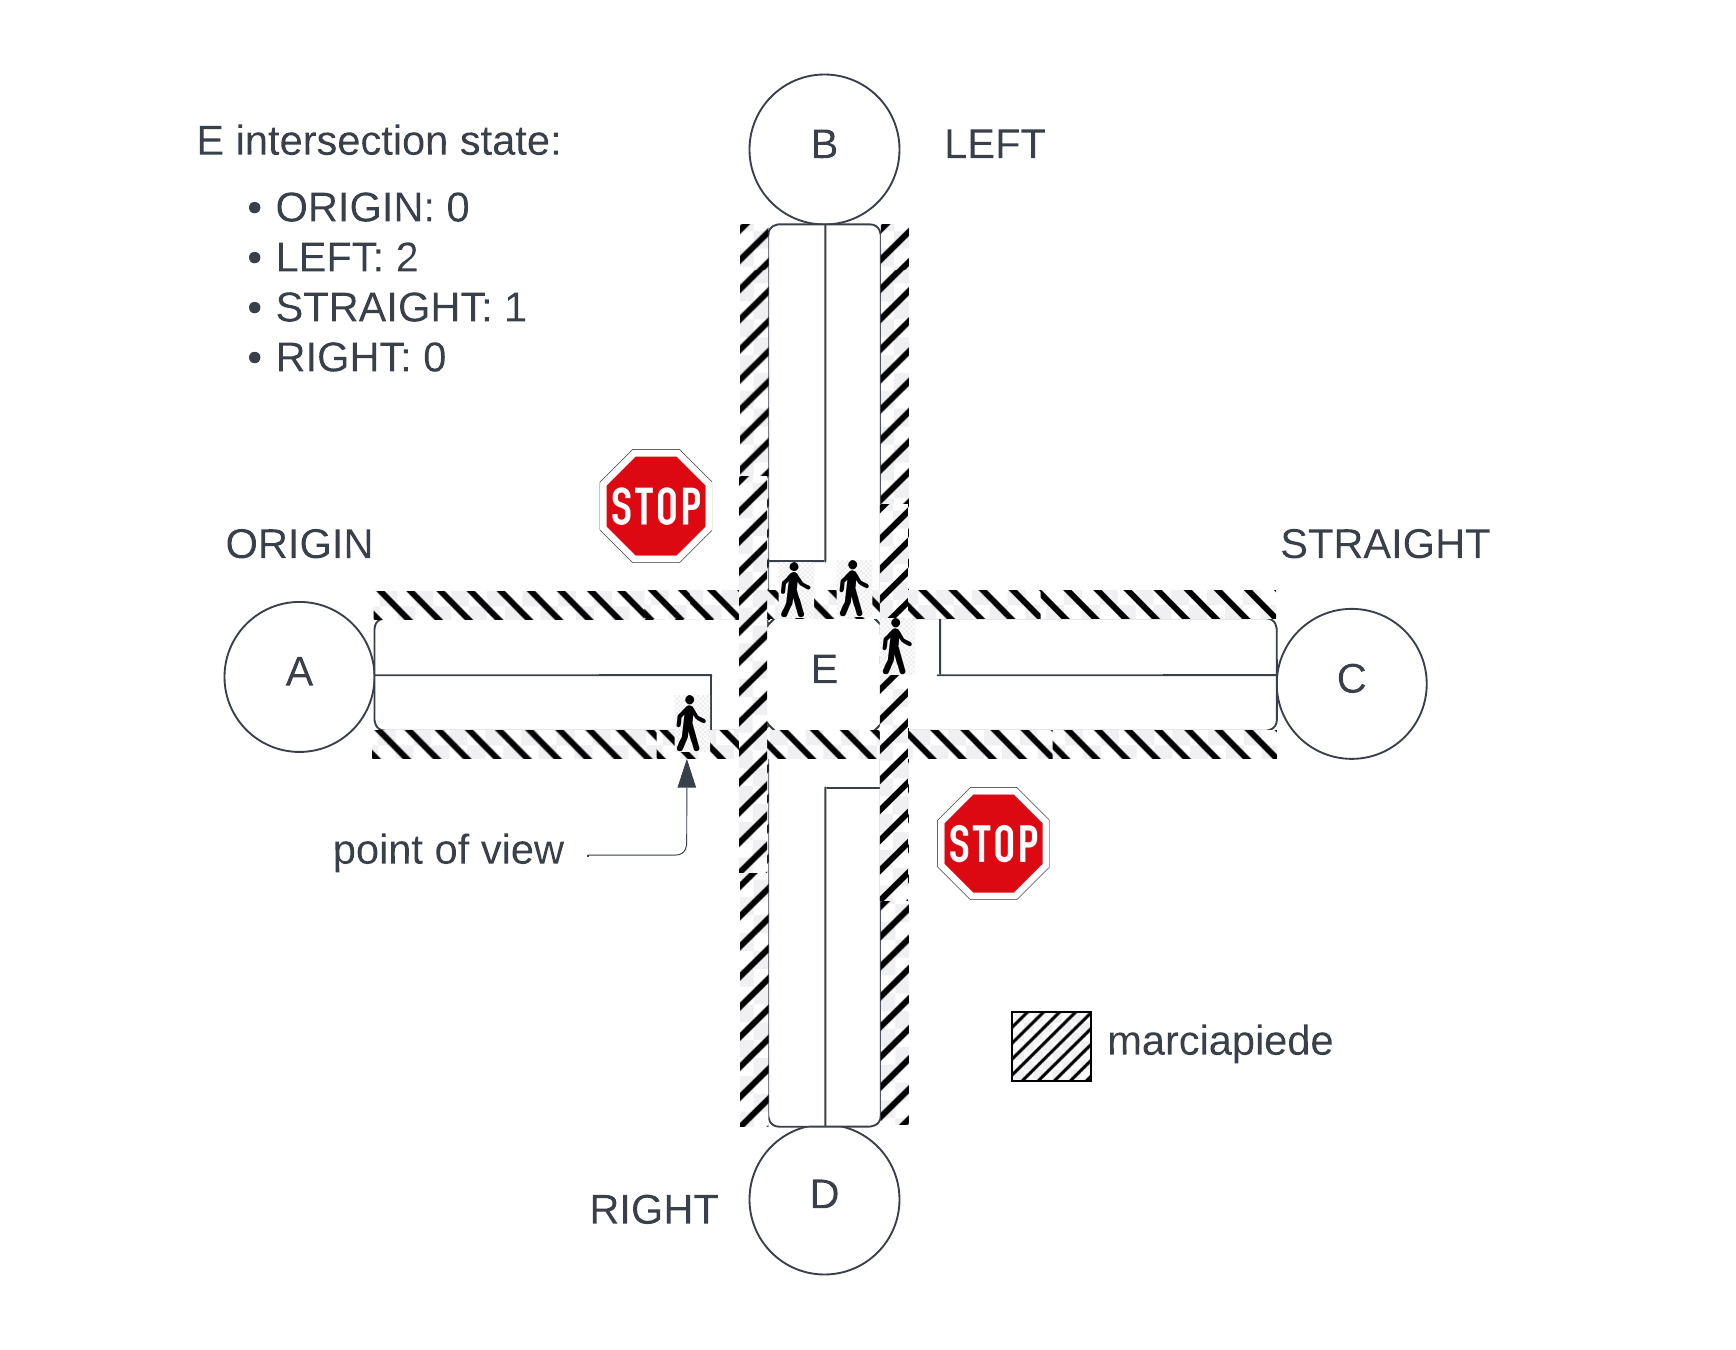 B
LEFT
E intersection state:
• ORIGIN: 0
• LEFT: 2
• STRAIGHT: 1
• RIGHT: 0
STOP
ORIGIN
STRAIGHT
A
E
C
point of view
STOP
marciapiede
D
RIGHT